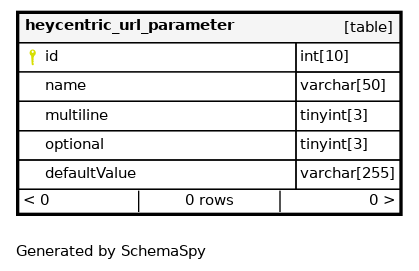 heycentric_url_parameter [table]
id int[10]
name varchar[50]
multiline tinyint[3]
optional tinyint[3]
defaultValue varchar[255]
< 0 0 rows 0 >
Generated by SchemaSpy